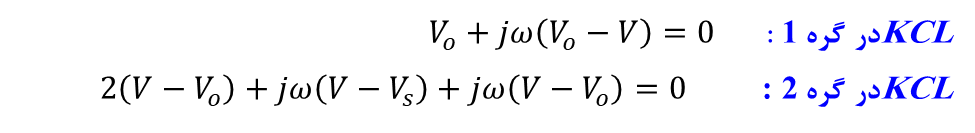 KCL در گره 1 : V_o + jω(V_o − V) = 0
KCL در گره 2 : 2(V − V_o) + jω(V − V_s) + jω(V − V_o) = 0